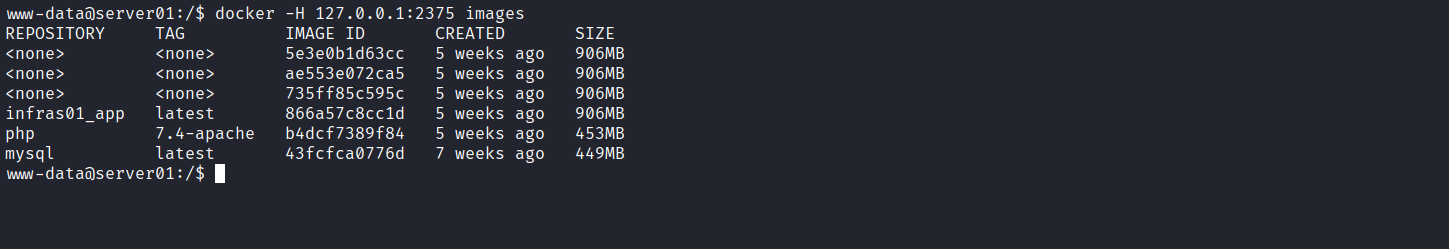 www-data@server01:/$ docker -H 127.0.0.1:2375 images
REPOSITORY     TAG          IMAGE ID       CREATED       SIZE
<none>         <none>       5e3e0b1d63cc   5 weeks ago   906MB
<none>         <none>       ae553e072ca5   5 weeks ago   906MB
<none>         <none>       735ff85c595c   5 weeks ago   906MB
infras01_app   latest       866a57c8cc1d   5 weeks ago   906MB
php            7.4-apache   b4dcf7389f84   5 weeks ago   453MB
mysql          latest       43fcfca0776d   7 weeks ago   449MB
www-data@server01:/$